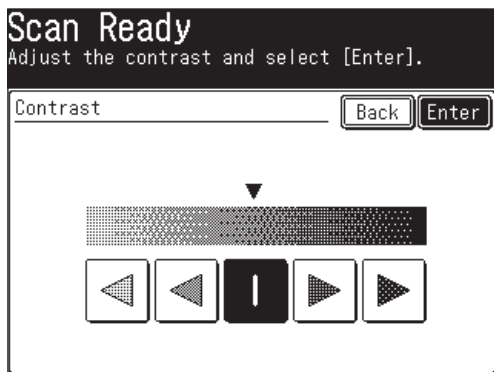 Scan Ready
Adjust the contrast and select [Enter].
Contrast
Back
Enter